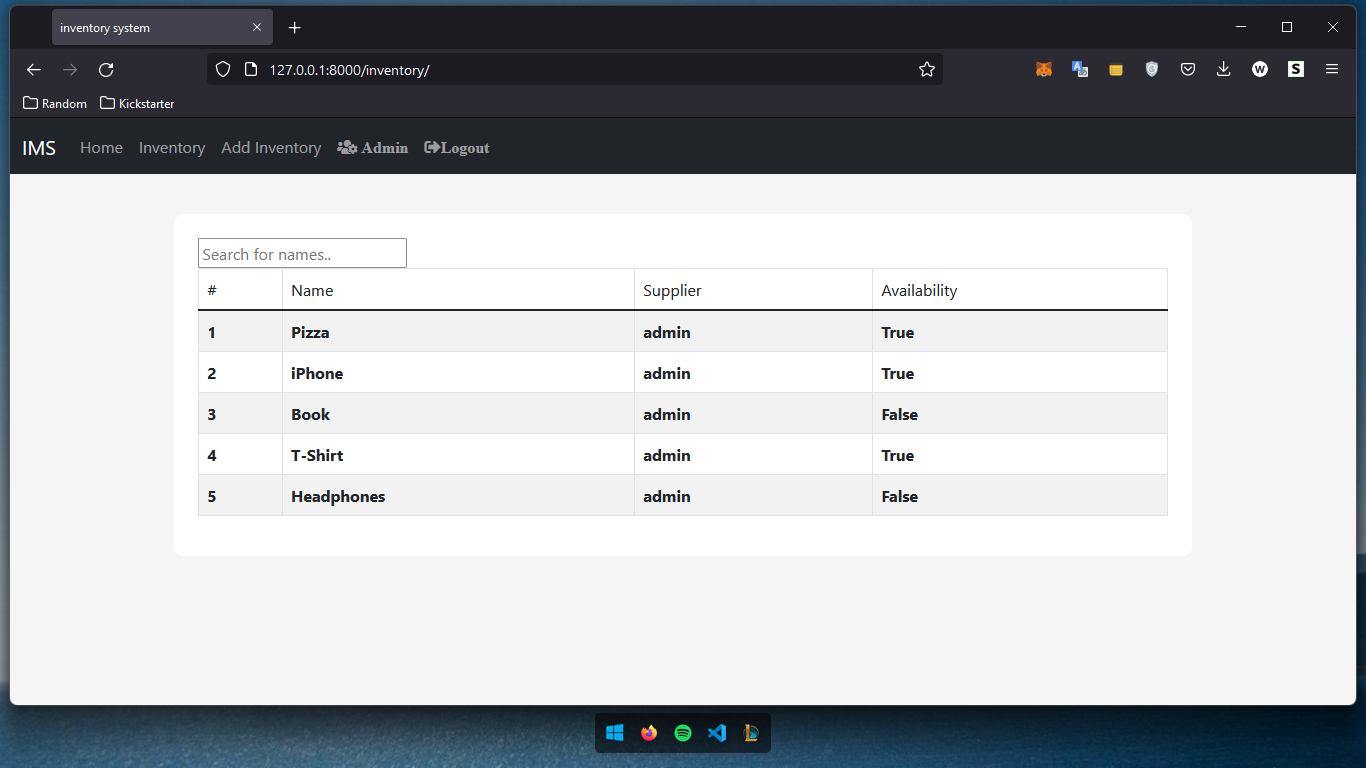 inventory system
127.0.0.1:8000/inventory/
Random Kickstarter
IMS Home Inventory Add Inventory Admin Logout
Search for names..
# Name Supplier Availability
1 Pizza admin True
2 iPhone admin True
3 Book admin False
4 T-Shirt admin True
5 Headphones admin False